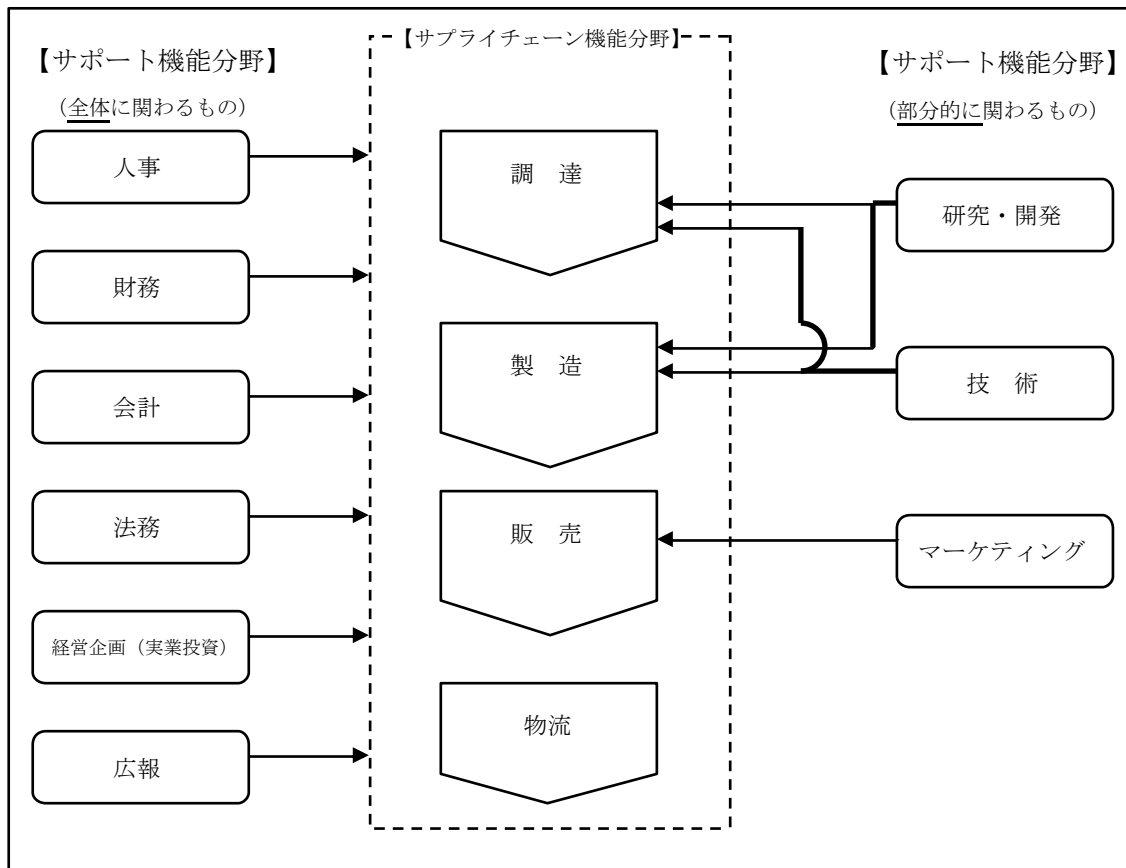 【サプライチェーン機能分野】
【サポート機能分野】
(全体に関わるもの)
人事
財務
会計
法務
経営企画(実業投資)
広報
調 達
製 造
販 売
物流
【サポート機能分野】
(部分的に関わるもの)
研究・開発
技 術
マーケティング